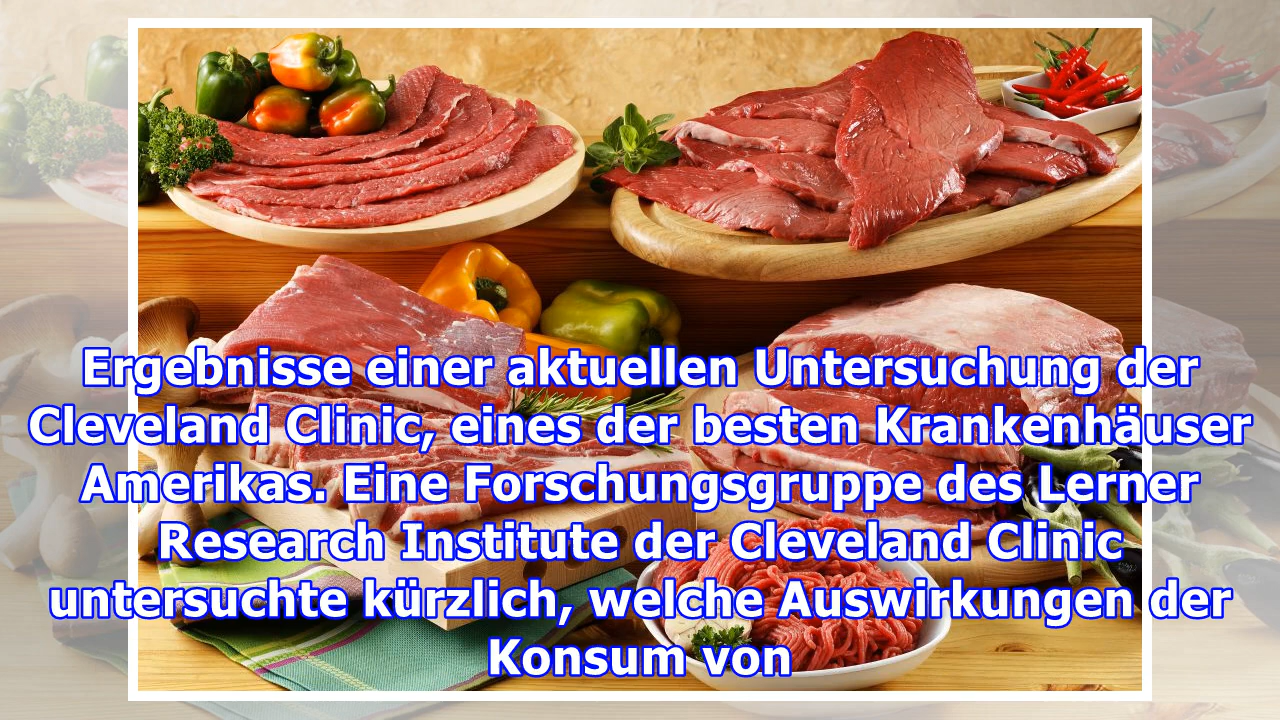 Ergebnisse einer aktuellen Untersuchung der
Cleveland Clinic, eines der besten Krankenhäuser
Amerikas. Eine Forschungsgruppe des Lerner
Research Institute der Cleveland Clinic
untersuchte kürzlich, welche Auswirkungen der
Konsum von